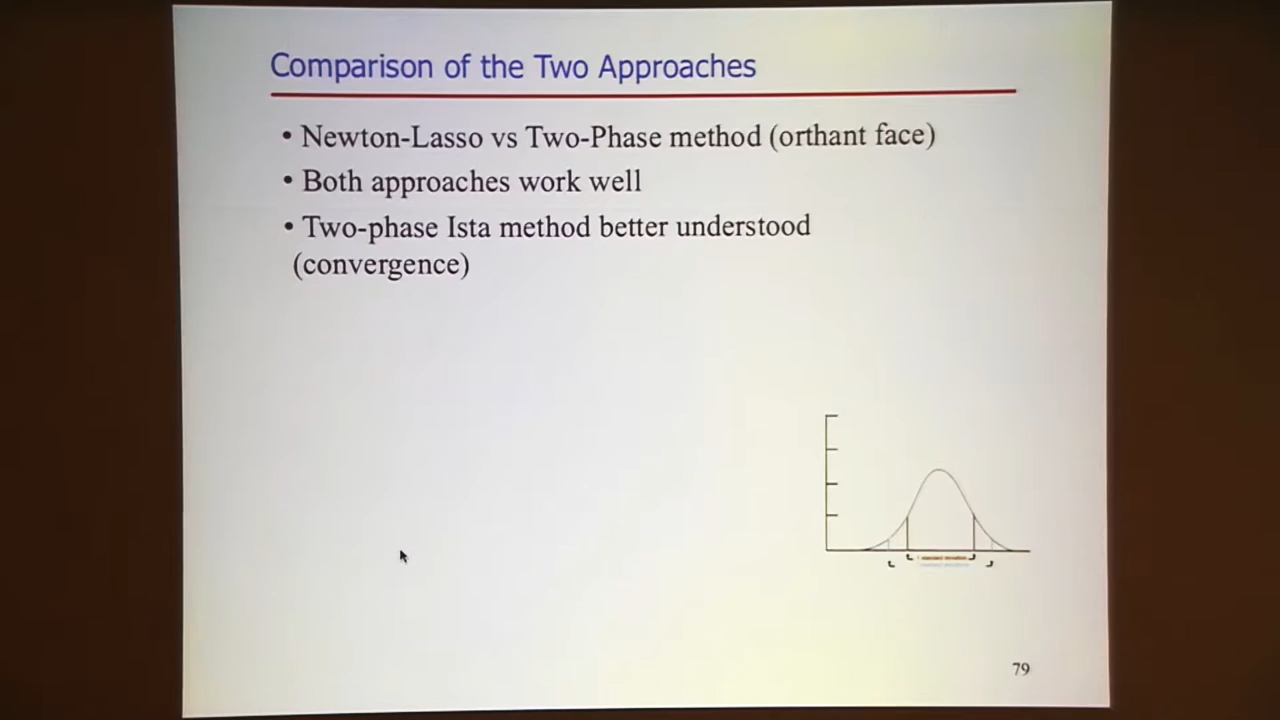 Comparison of the Two Approaches
• Newton-Lasso vs Two-Phase method (orthant face)
• Both approaches work well
• Two-phase Ista method better understood
(convergence)
79